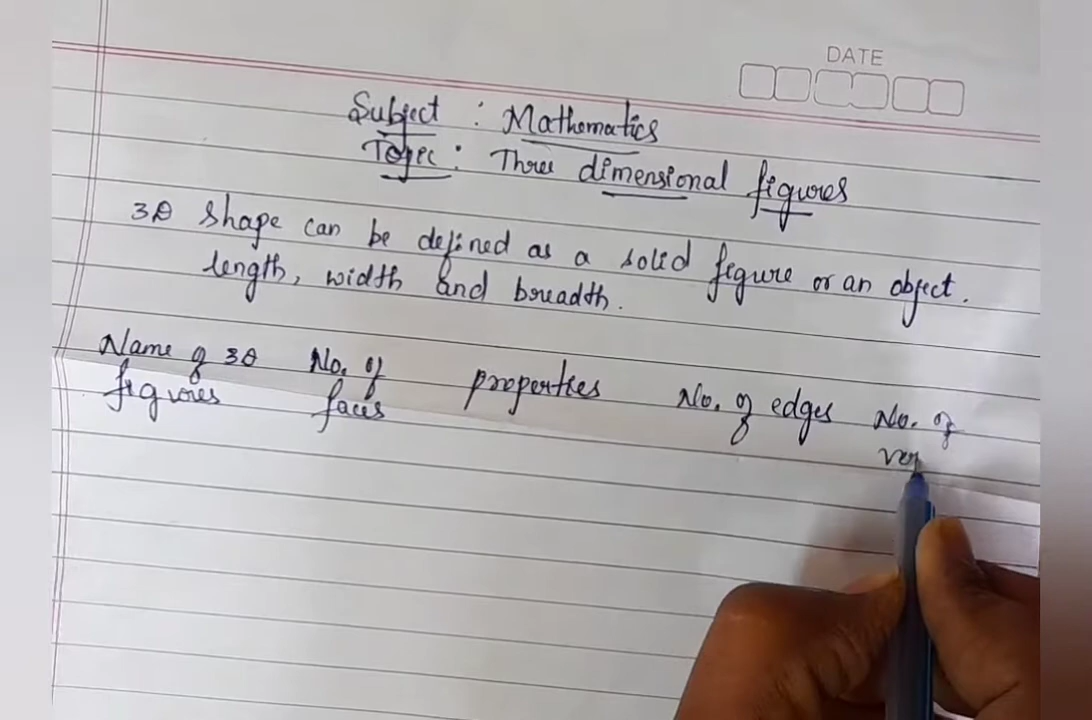 DATE
Subject : Mathematics
Topic : Three dimensional figures
3D shape can be defined as a solid figure or an object.
length, width and breadth.
Name of 3D figures No. of faces properties No. of edges No. of ver